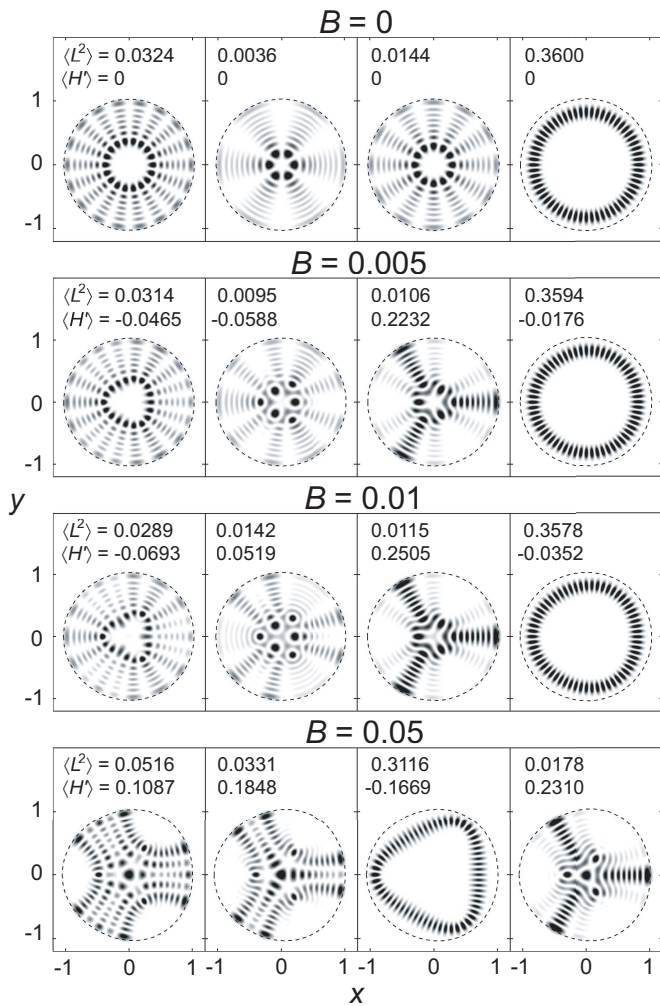 B = 0
⟨L²⟩ = 0.0324 0.0036 0.0144 0.3600
⟨H'⟩ = 0 0 0 0
1
0
-1
B = 0.005
⟨L²⟩ = 0.0314 0.0095 0.0106 0.3594
⟨H'⟩ = -0.0465 -0.0588 0.2232 -0.0176
1
0
-1
y
B = 0.01
⟨L²⟩ = 0.0289 0.0142 0.0115 0.3578
⟨H'⟩ = -0.0693 0.0519 0.2505 -0.0352
1
0
-1
B = 0.05
⟨L²⟩ = 0.0516 0.0331 0.3116 0.0178
⟨H'⟩ = 0.1087 0.1848 -0.1669 0.2310
1
0
-1
-1 0 1 -1 0 1 -1 0 1 -1 0 1
x